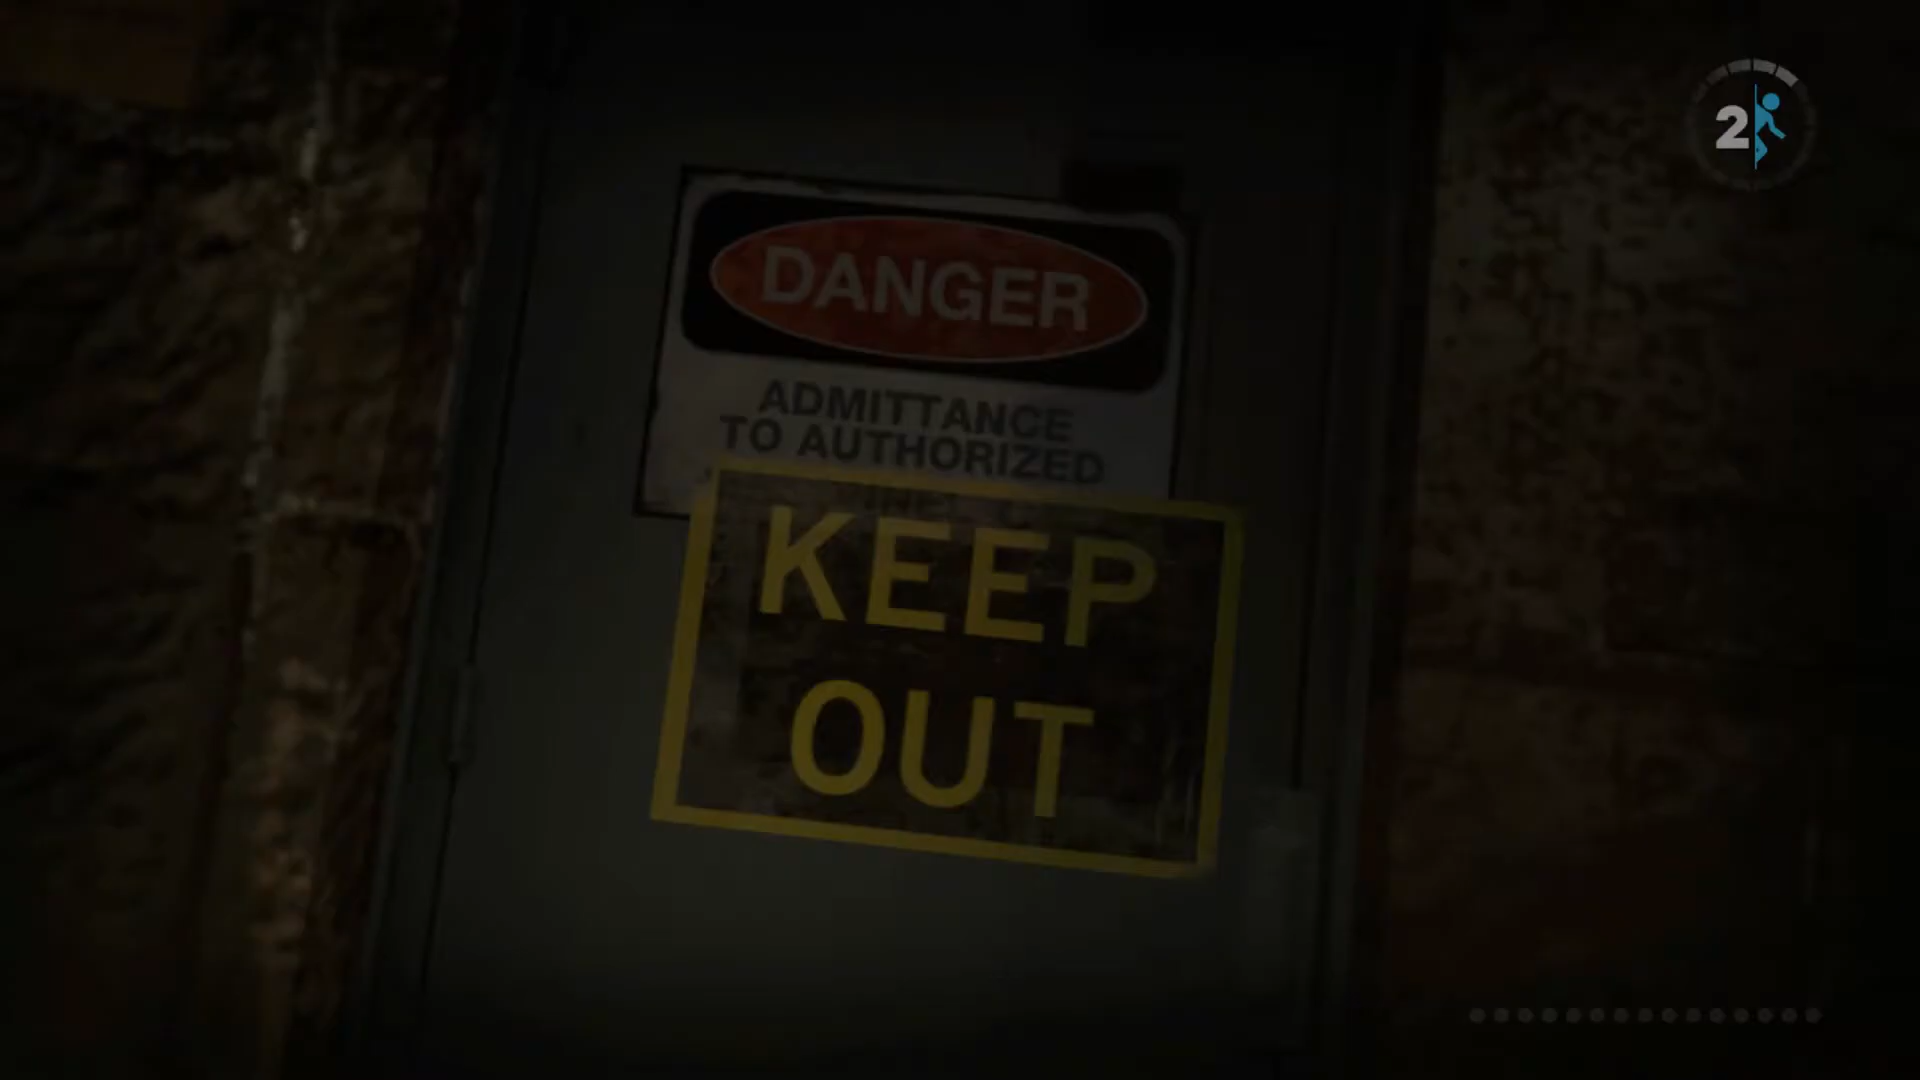 2
DANGER
ADMITTANCE
TO AUTHORIZED
KEEP
OUT